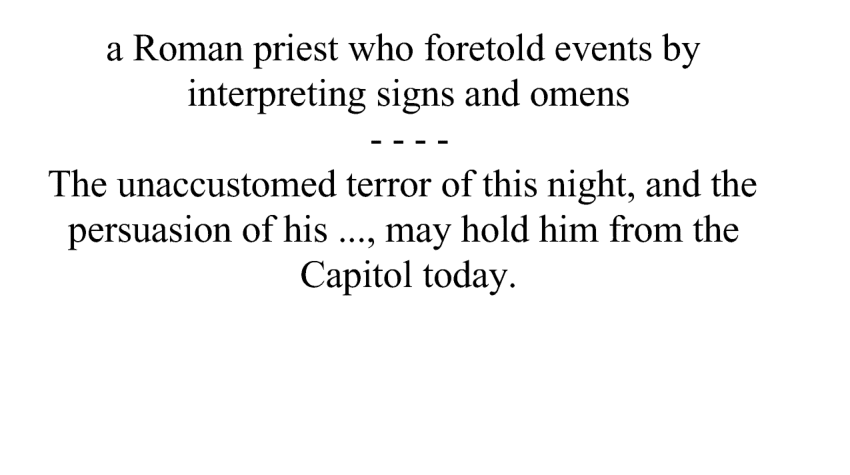 a Roman priest who foretold events by
interpreting signs and omens
- - - -
The unaccustomed terror of this night, and the
persuasion of his ..., may hold him from the
Capitol today.